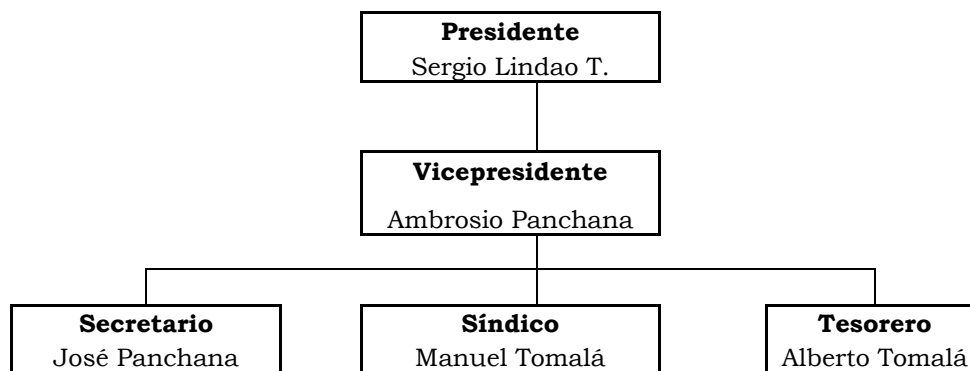 Presidente
Sergio Lindao T.
Vicepresidente
Ambrosio Panchana
Secretario
José Panchana
Síndico
Manuel Tomalá
Tesorero
Alberto Tomalá